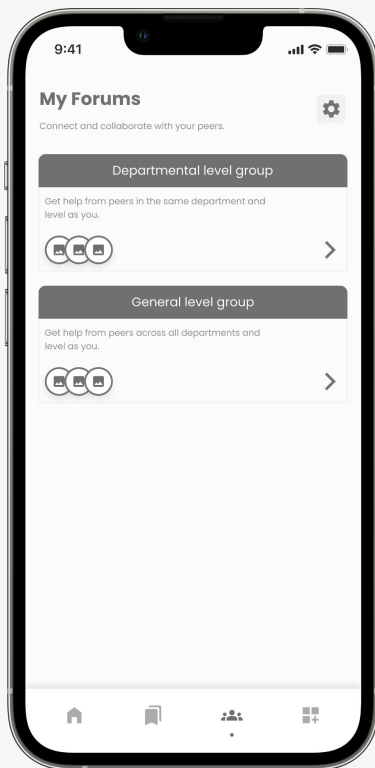 9:41
My Forums
Connect and collaborate with your peers.
Departmental level group
Get help from peers in the same department and
level as you.
General level group
Get help from peers across all departments and
level as you.